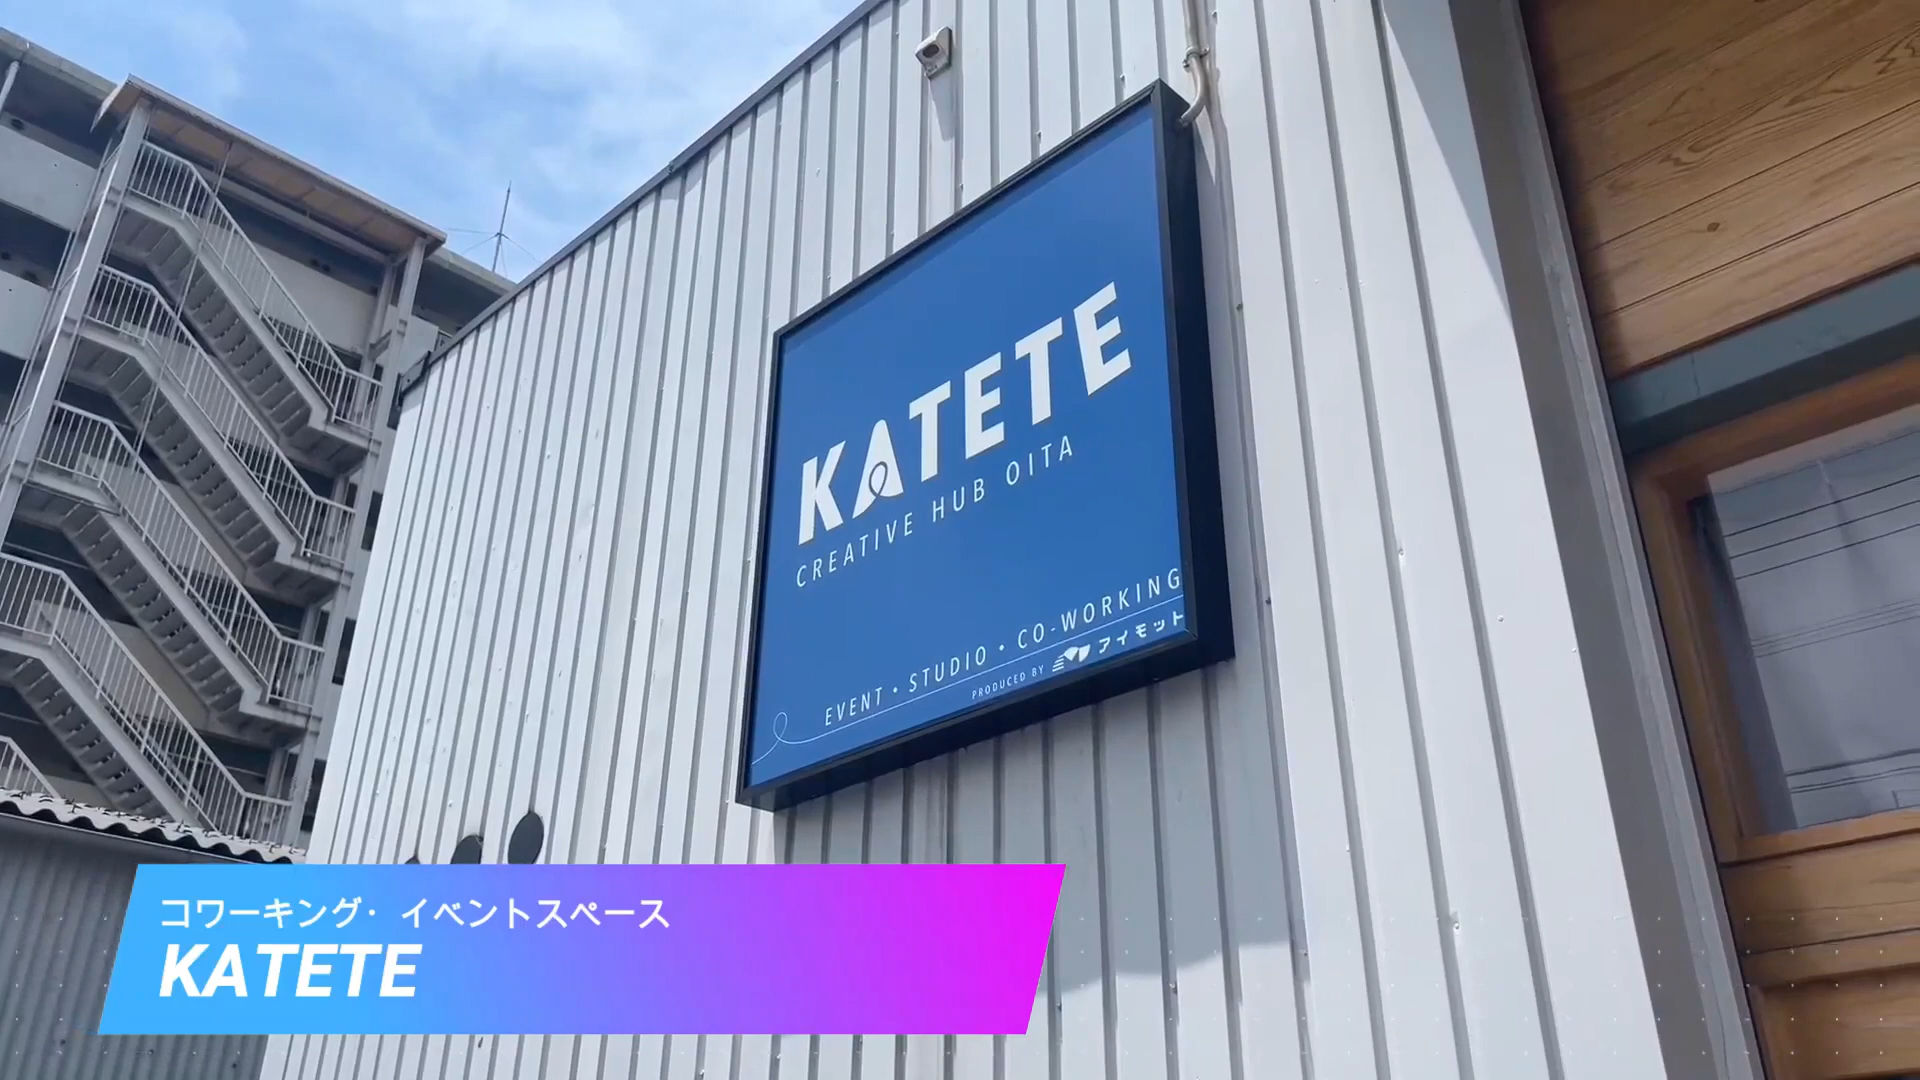 KATETE
CREATIVE HUB OITA
EVENT・STUDIO・CO-WORKING
PRODUCED BY アイモット
コワーキング・イベントスペース
KATETE